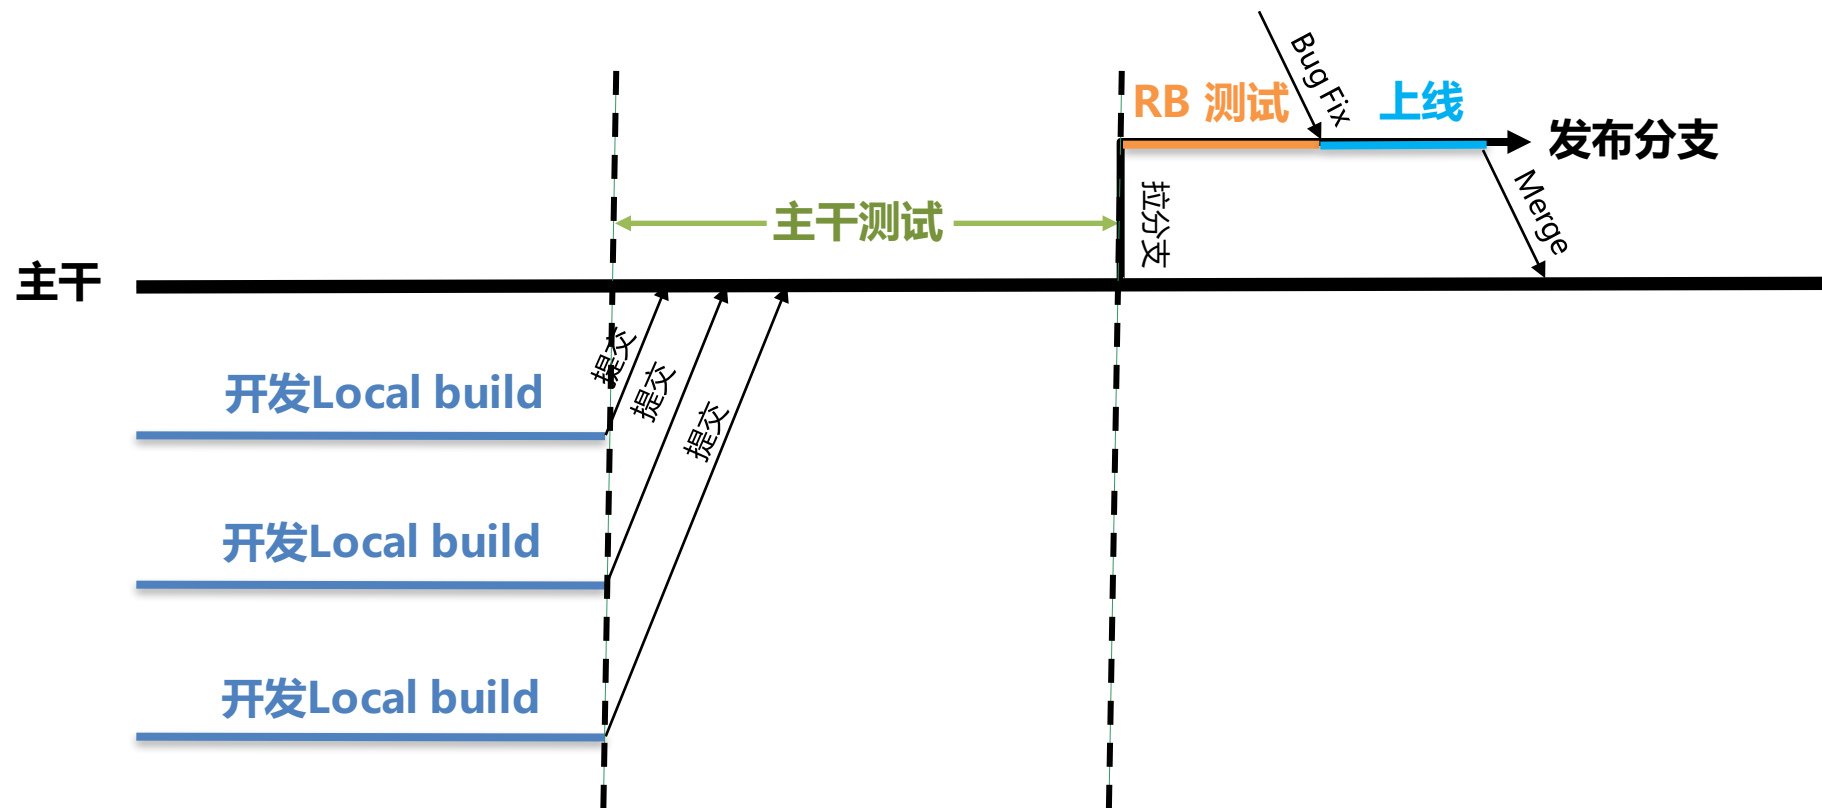 Bug Fix
RB 测试
上线
发布分支
拉分支
Merge
主干测试
主干
提交
提交
提交
开发Local build
开发Local build
开发Local build